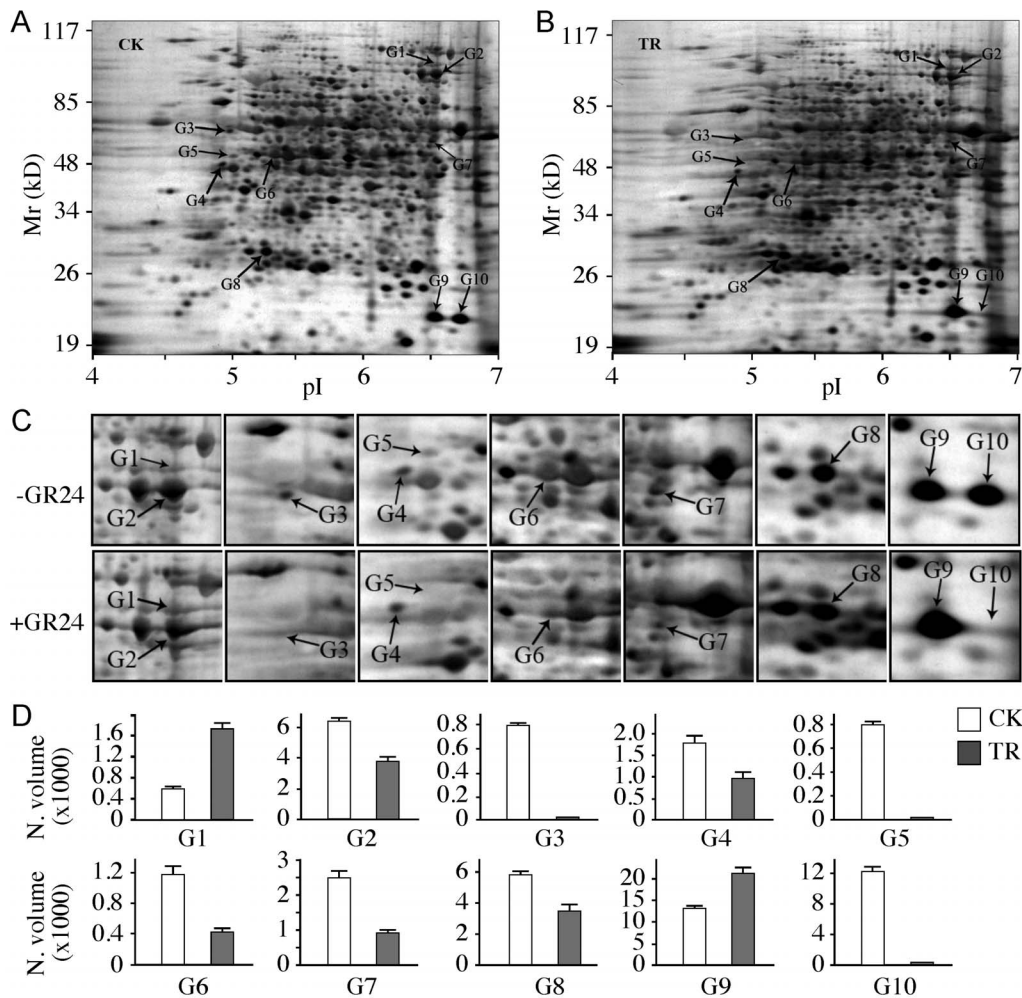 A
117
CK
G1
G2
85
G3
G5
48
G4
G6
G7
34
G8
26
G9
G10
19
4
5
6
7
pI
Mr (kD)
B
117
TR
G1
G2
85
G3
G5
48
G4
G6
G7
34
G8
26
G9
G10
19
4
5
6
7
pI
Mr (kD)
C
-GR24
G1
G2
G3
G5
G4
G6
G7
G8
G9
G10
+GR24
G1
G2
G3
G5
G4
G6
G7
G8
G9
G10
D
N. volume
(x1000)
1.6
1.2
0.8
0.4
0
G1
6
4
2
0
G2
0.8
0.6
0.4
0.2
0
G3
2.0
1.5
1.0
0.5
0
G4
0.8
0.6
0.4
0.2
0
G5
CK
TR
N. volume
(x1000)
1.2
0.8
0.4
0
G6
3
2
1
0
G7
6
4
2
0
G8
20
15
10
5
0
G9
12
8
4
0
G10